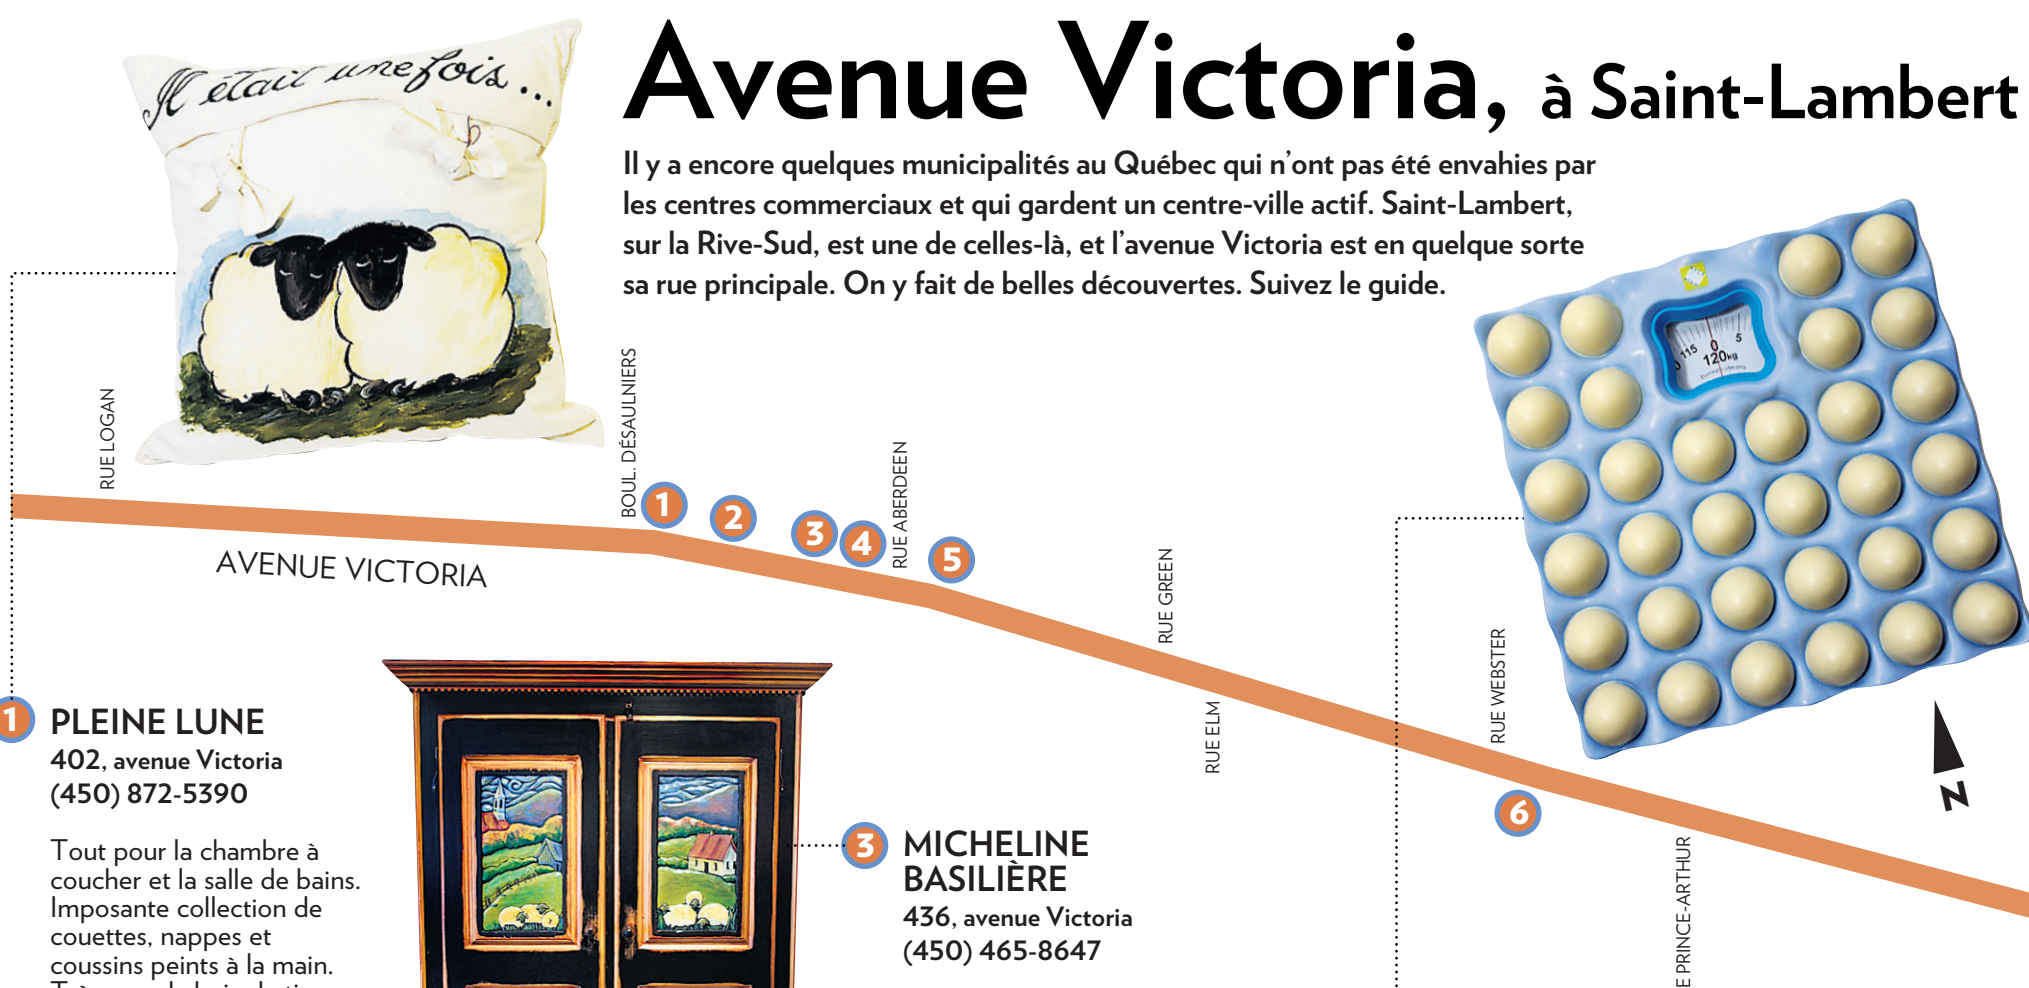 Il était une fois...
Avenue Victoria, à Saint-Lambert
Il y a encore quelques municipalités au Québec qui n'ont pas été envahies par
les centres commerciaux et qui gardent un centre-ville actif. Saint-Lambert,
sur la Rive-Sud, est une de celles-là, et l'avenue Victoria est en quelque sorte
sa rue principale. On y fait de belles découvertes. Suivez le guide.
115 0 5
120kg
RUE LOGAN
BOUL. DÉSAULNIERS
1
2
3
4
RUE ABERDEEN
5
AVENUE VICTORIA
RUE GREEN
RUE ELM
RUE WEBSTER
6
N
E PRINCE-ARTHUR
1 PLEINE LUNE
402, avenue Victoria
(450) 872-5390
Tout pour la chambre à
coucher et la salle de bains.
Imposante collection de
couettes, nappes et
coussins peints à la main.
3 MICHELINE
BASILIÈRE
436, avenue Victoria
(450) 465-8647